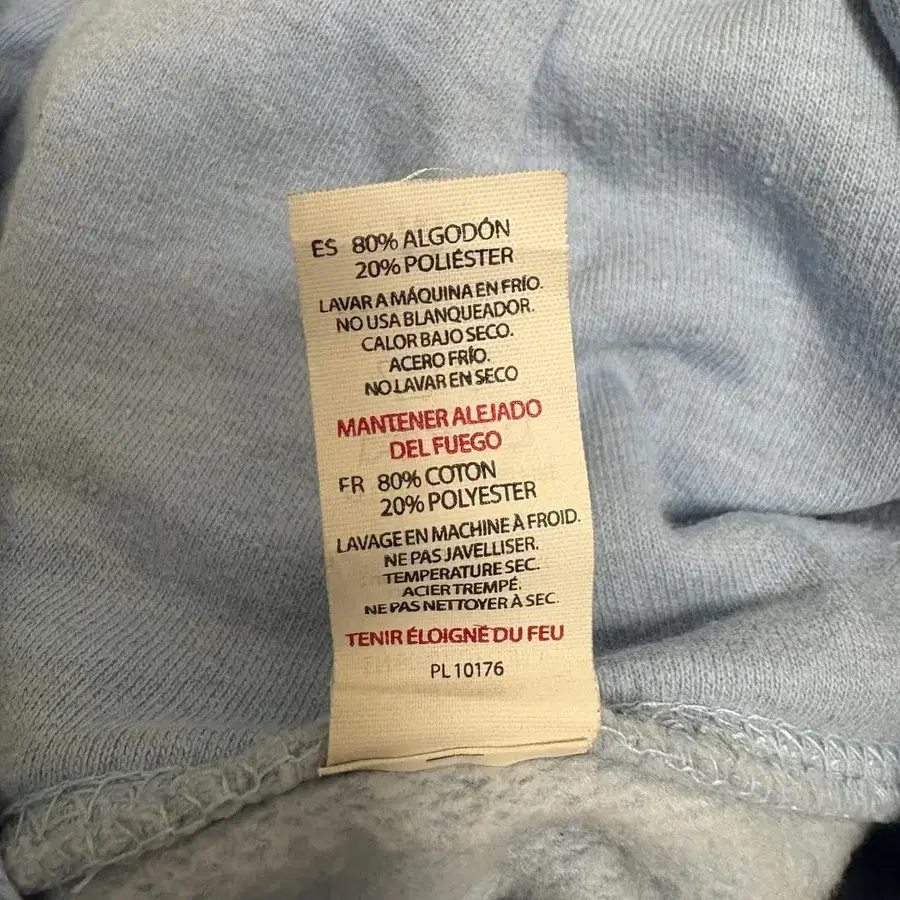 ES 80% ALGODÓN
20% POLIÉSTER
LAVAR A MÁQUINA EN FRÍO.
NO USA BLANQUEADOR.
CALOR BAJO SECO.
ACERO FRÍO.
NO LAVAR EN SECO
MANTENER ALEJADO
DEL FUEGO
FR 80% COTON
20% POLYESTER
LAVAGE EN MACHINE À FROID.
NE PAS JAVELLISER.
TEMPERATURE SEC.
ACIER TREMPÉ.
NE PAS NETTOYER À SEC.
TENIR ÉLOIGNÉ DU FEU
PL 10176